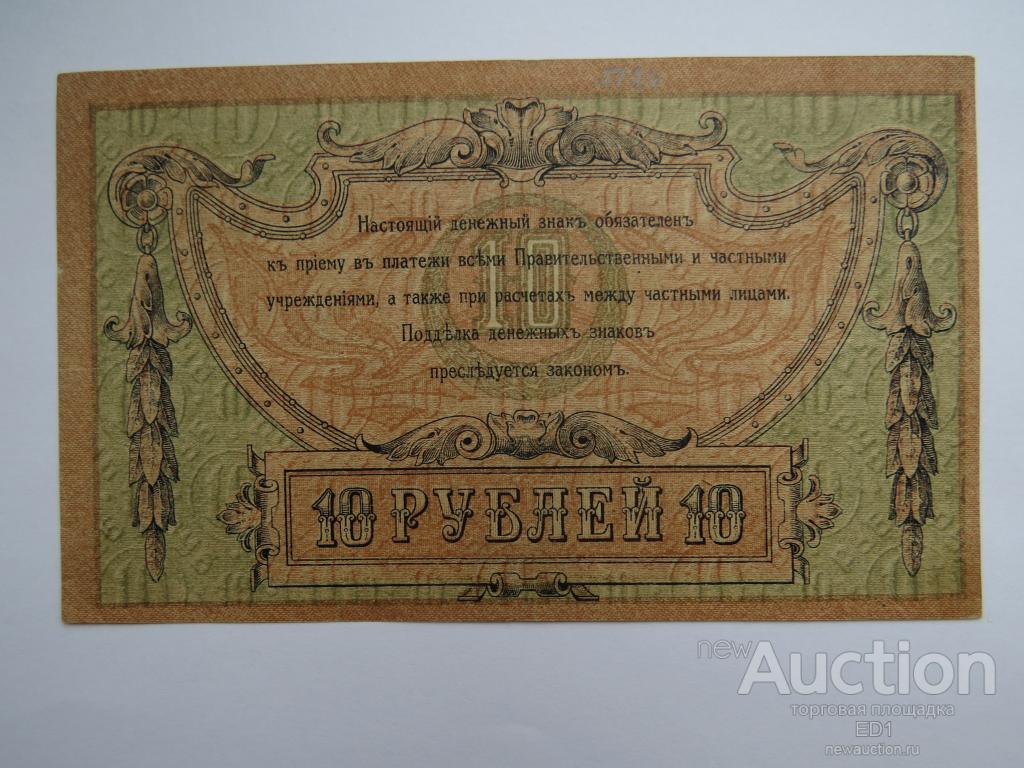 Настоящій денежный знакъ обязателенъ
къ пріему въ платежи всѣми Правительственными и частными
учрежденіями, а также при расчетахъ между частными лицами.
Поддѣлка денежныхъ знаковъ
преслѣдуется закономъ.
10
10 РУБЛЕЙ 10
newAuction
торговая площадка
ED1
newauction.ru